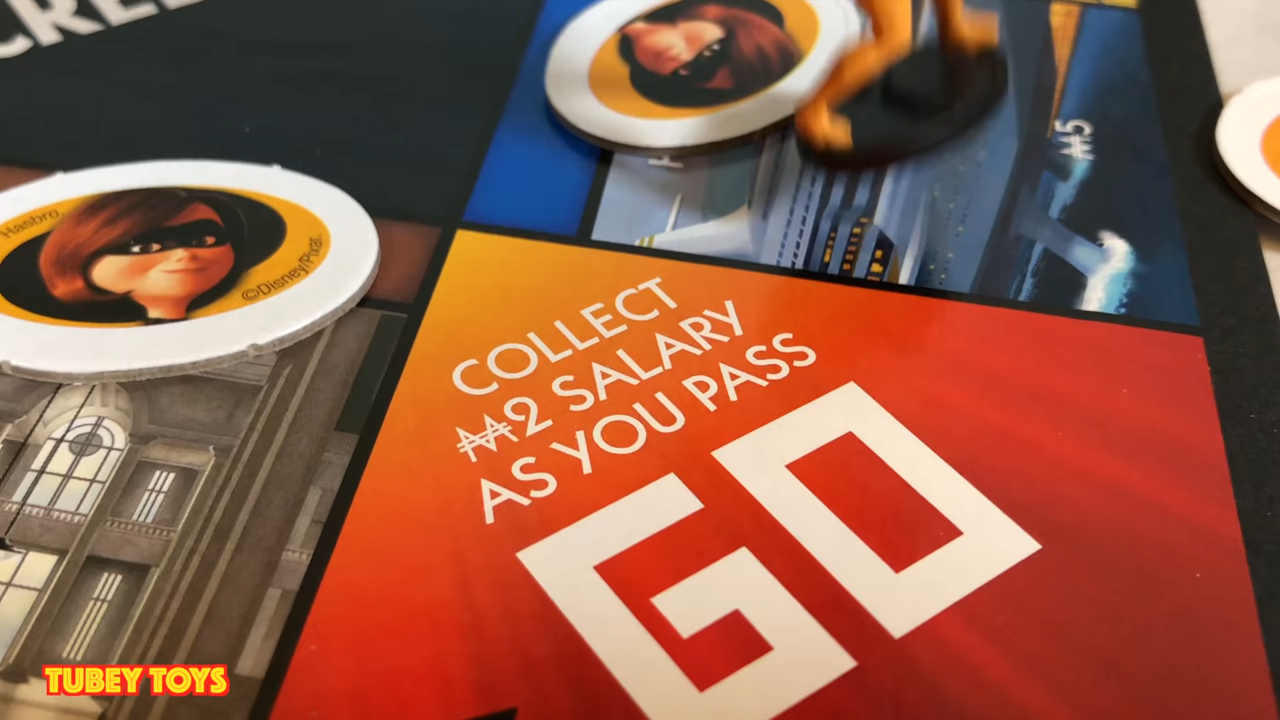 Hasbro.
©Disney/Pixar
₩5
COLLECT
₩2 SALARY
AS YOU PASS
GO
TUBEY TOYS